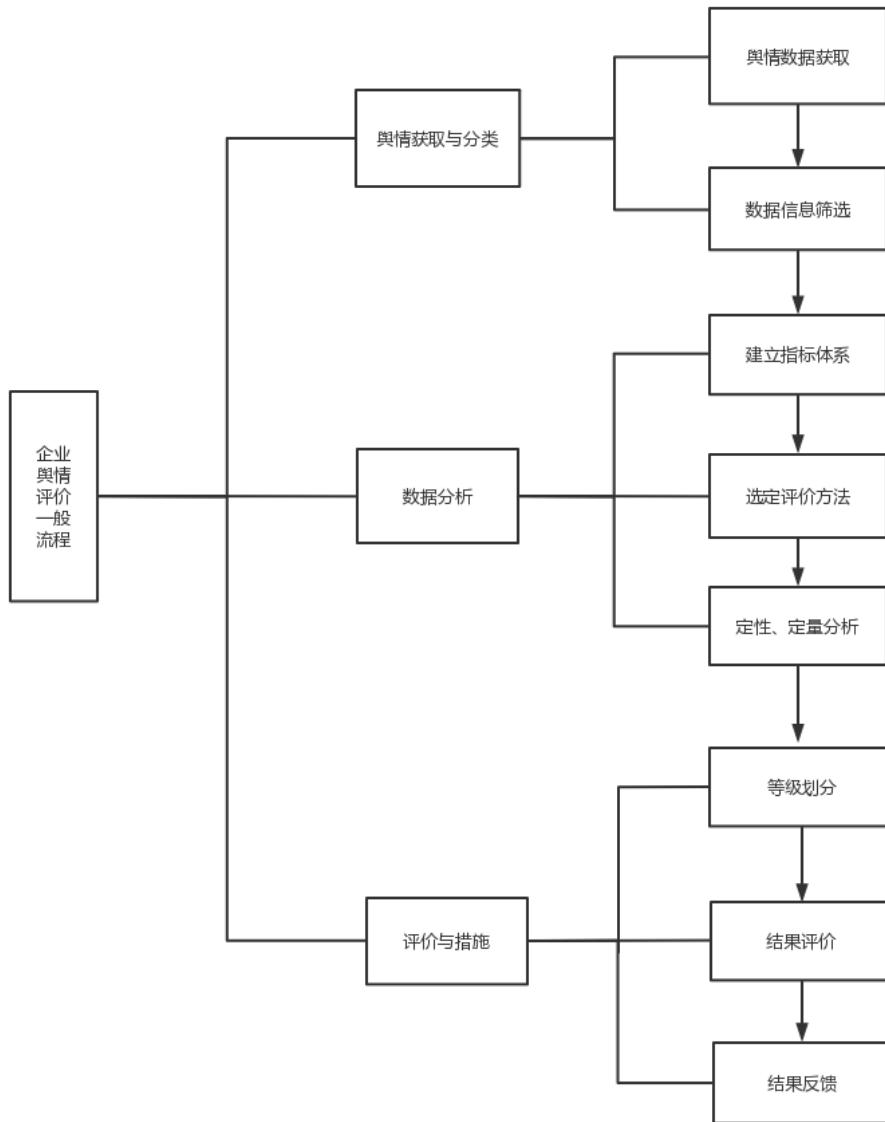 舆情数据获取
舆情获取与分类
数据信息筛选
建立指标体系
企业
舆情
评价
一般
流程
数据分析
选定评价方法
定性、定量分析
等级划分
评价与措施
结果评价
结果反馈